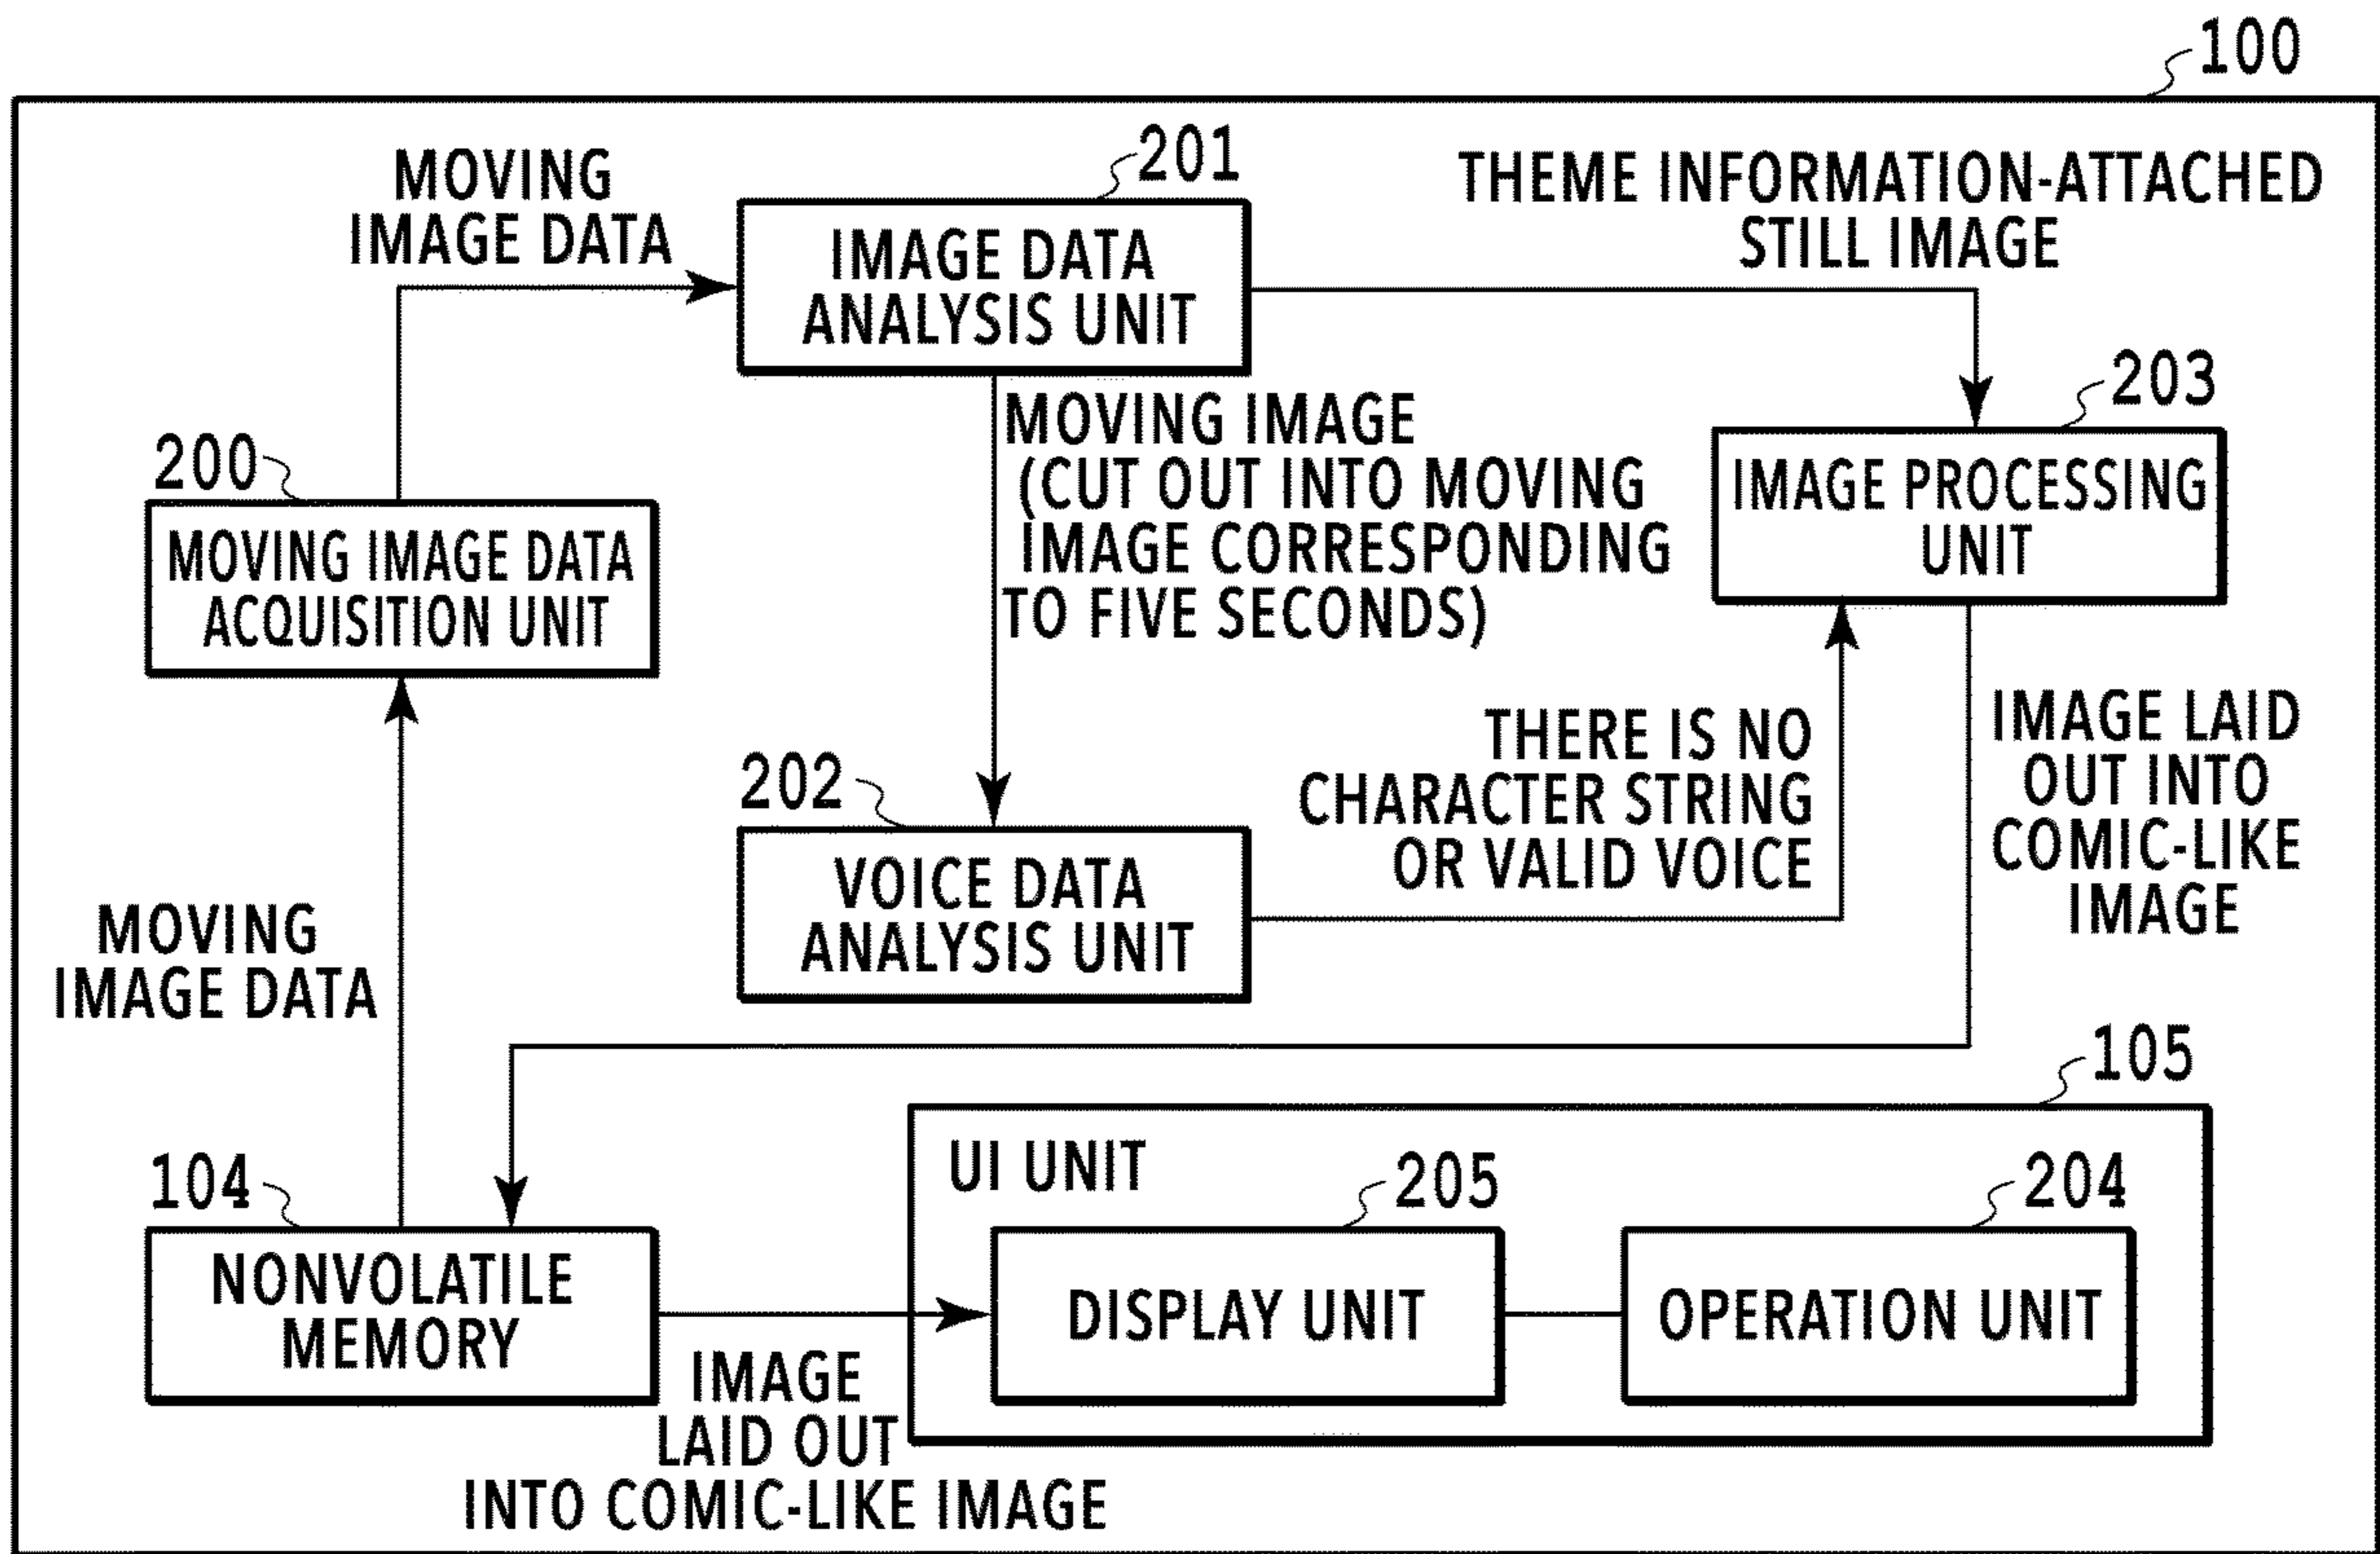 100
MOVING
IMAGE DATA
201
IMAGE DATA
ANALYSIS UNIT
THEME INFORMATION-ATTACHED
STILL IMAGE
203
IMAGE PROCESSING
UNIT
200
MOVING IMAGE DATA
ACQUISITION UNIT
MOVING IMAGE
(CUT OUT INTO MOVING
IMAGE CORRESPONDING
TO FIVE SECONDS)
202
VOICE DATA
ANALYSIS UNIT
THERE IS NO
CHARACTER STRING
OR VALID VOICE
IMAGE LAID
OUT INTO
COMIC-LIKE
IMAGE
MOVING
IMAGE DATA
105
UI UNIT
104
NONVOLATILE
MEMORY
205
DISPLAY UNIT
204
OPERATION UNIT
IMAGE
LAID OUT
INTO COMIC-LIKE IMAGE